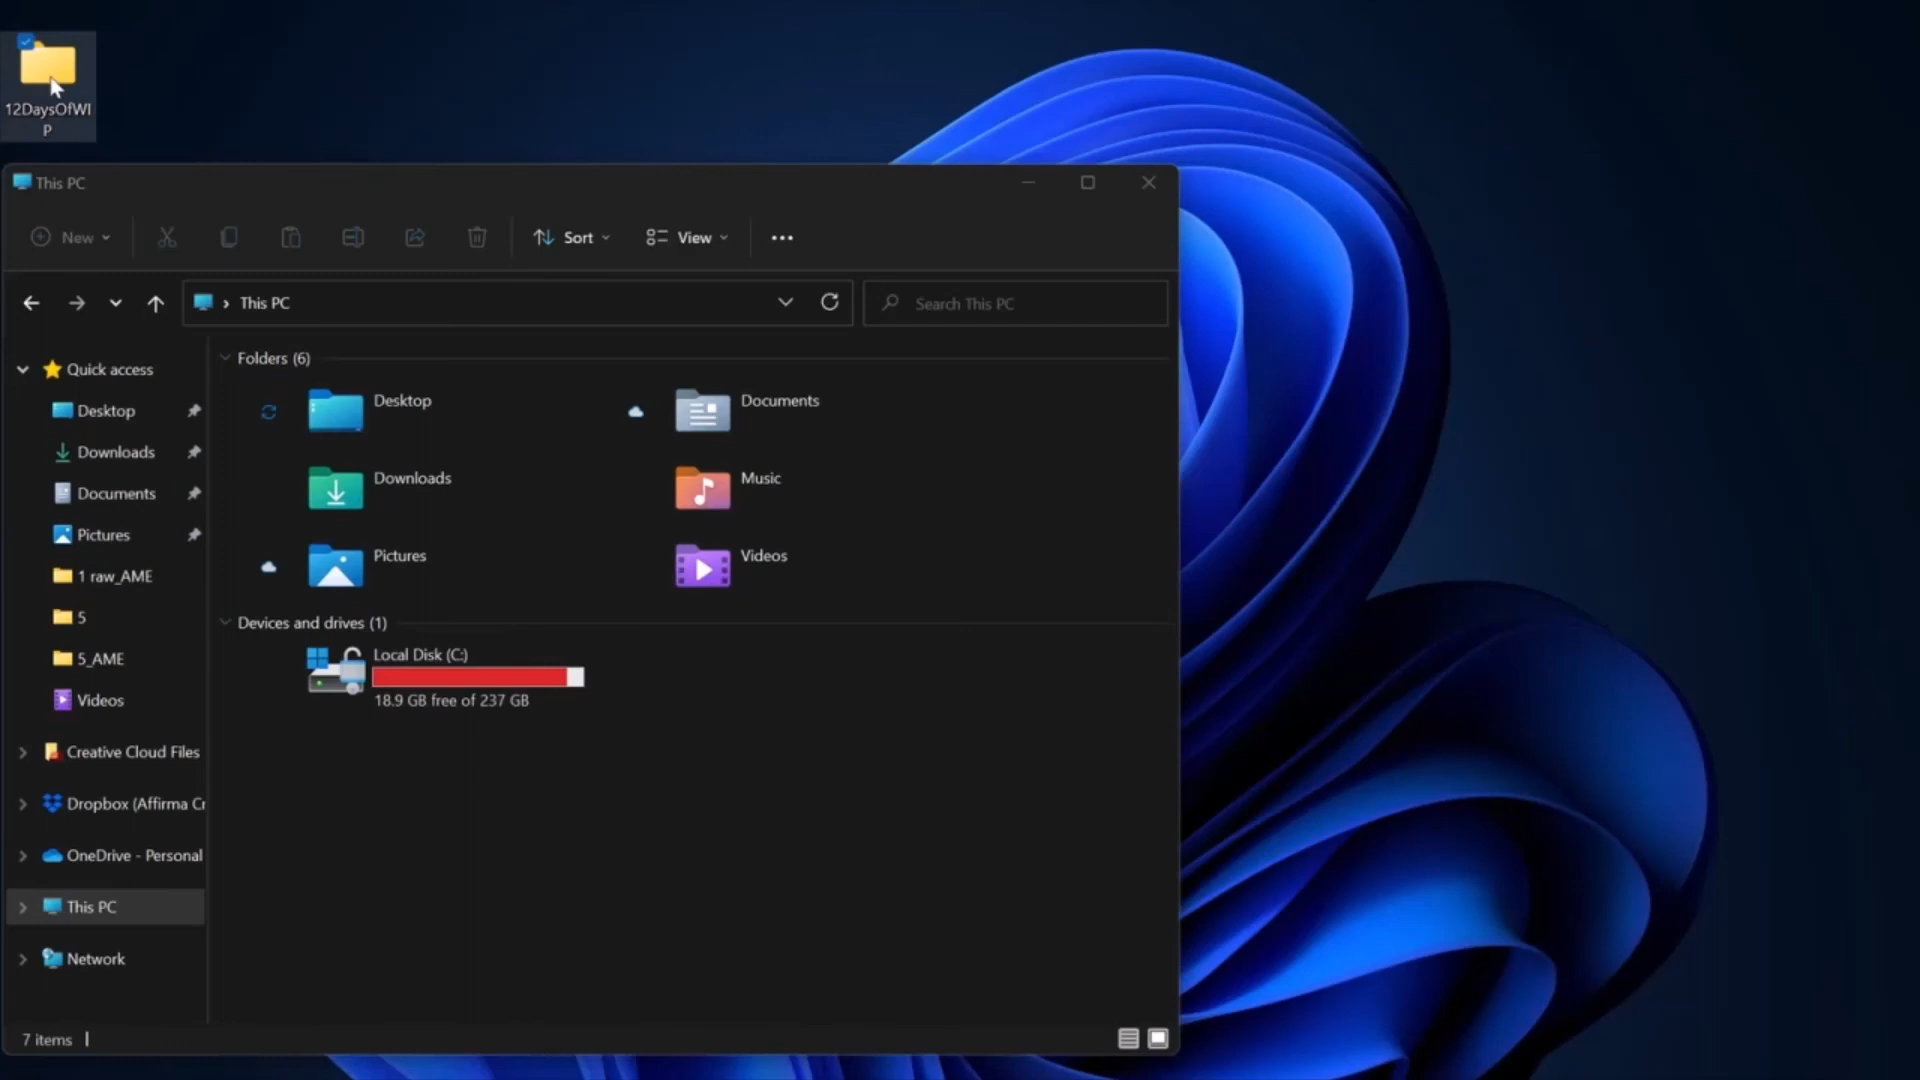 12DaysOfWI
P
This PC
New
Sort
View
This PC
Search This PC
Quick access
Desktop
Downloads
Documents
Pictures
1 raw_AME
5
5_AME
Videos
Creative Cloud Files
Dropbox (Affirma Cr
OneDrive - Personal
This PC
Network
Folders (6)
Desktop
Documents
Downloads
Music
Pictures
Videos
Devices and drives (1)
Local Disk (C:)
18.9 GB free of 237 GB
7 items